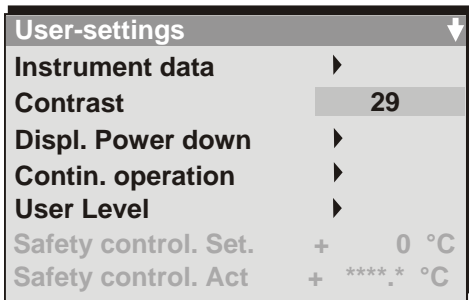 User-settings
Instrument data
Contrast 29
Displ. Power down
Contin. operation
User Level
Safety control. Set. + 0 °C
Safety control. Act + ****.* °C